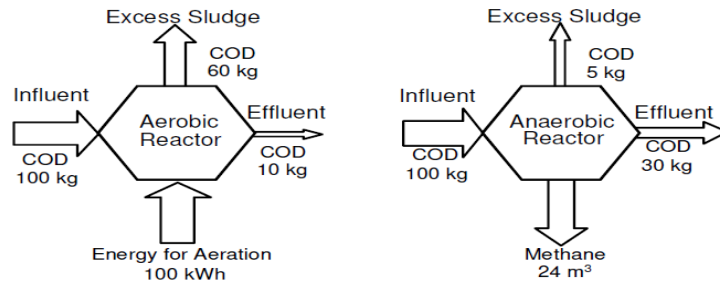 Excess Sludge
COD
60 kg
Influent
Aerobic
Reactor
Effluent
COD
100 kg
COD
10 kg
Energy for Aeration
100 kWh
Excess Sludge
COD
5 kg
Influent
Anaerobic
Reactor
Effluent
COD
100 kg
COD
30 kg
Methane
24 m³